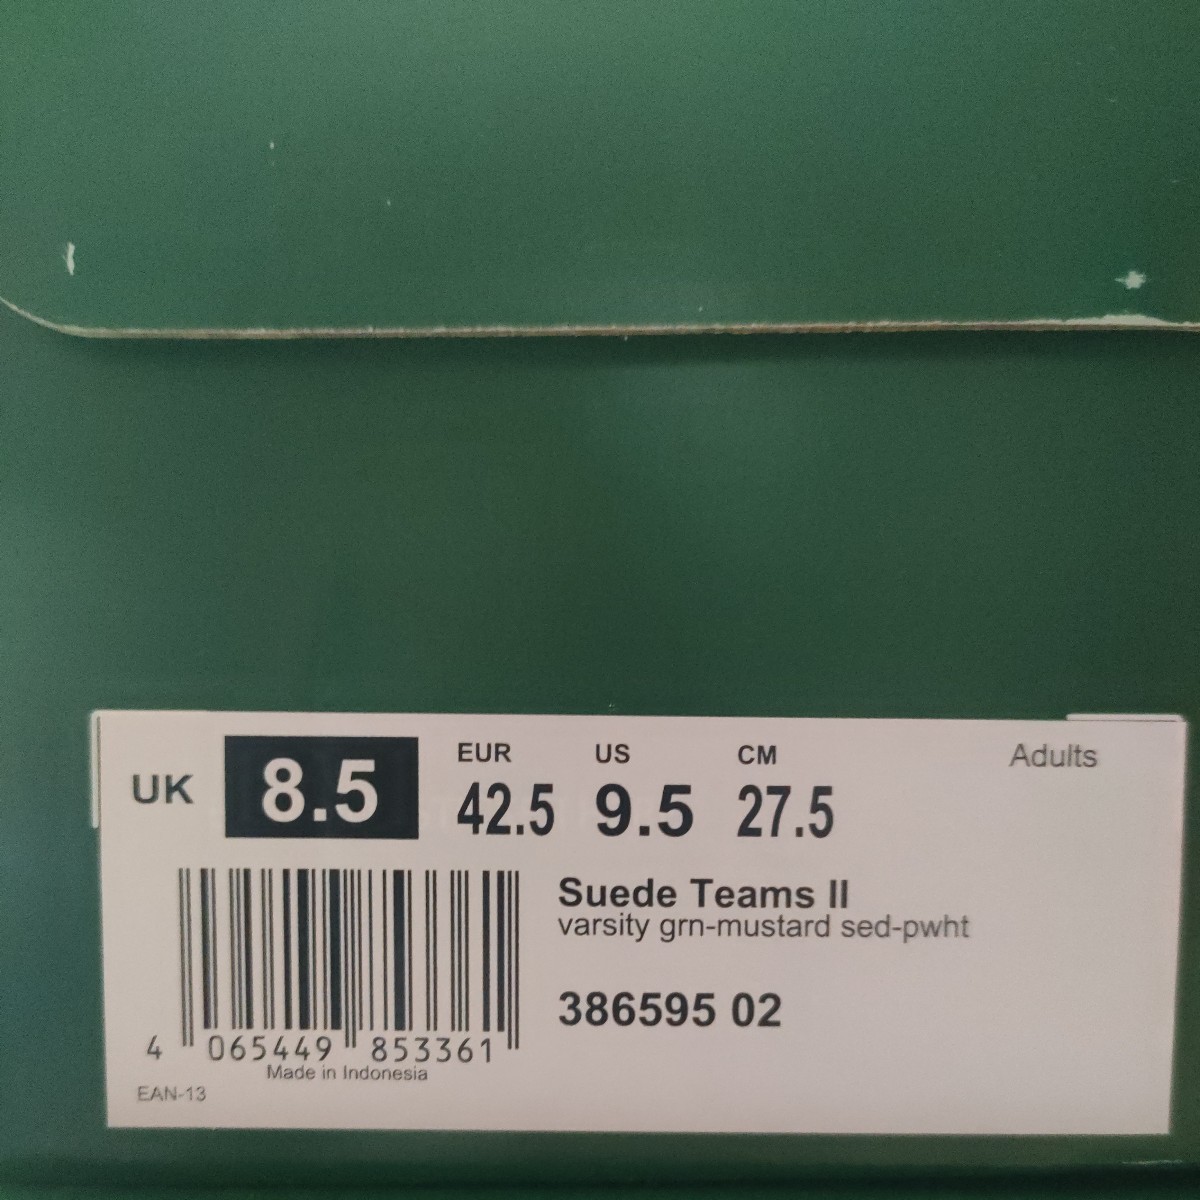 UK 8.5 EUR 42.5 US 9.5 CM 27.5 Adults
Suede Teams II
varsity grn-mustard sed-pwht
386595 02
4 065449 853361
Made in Indonesia
EAN-13